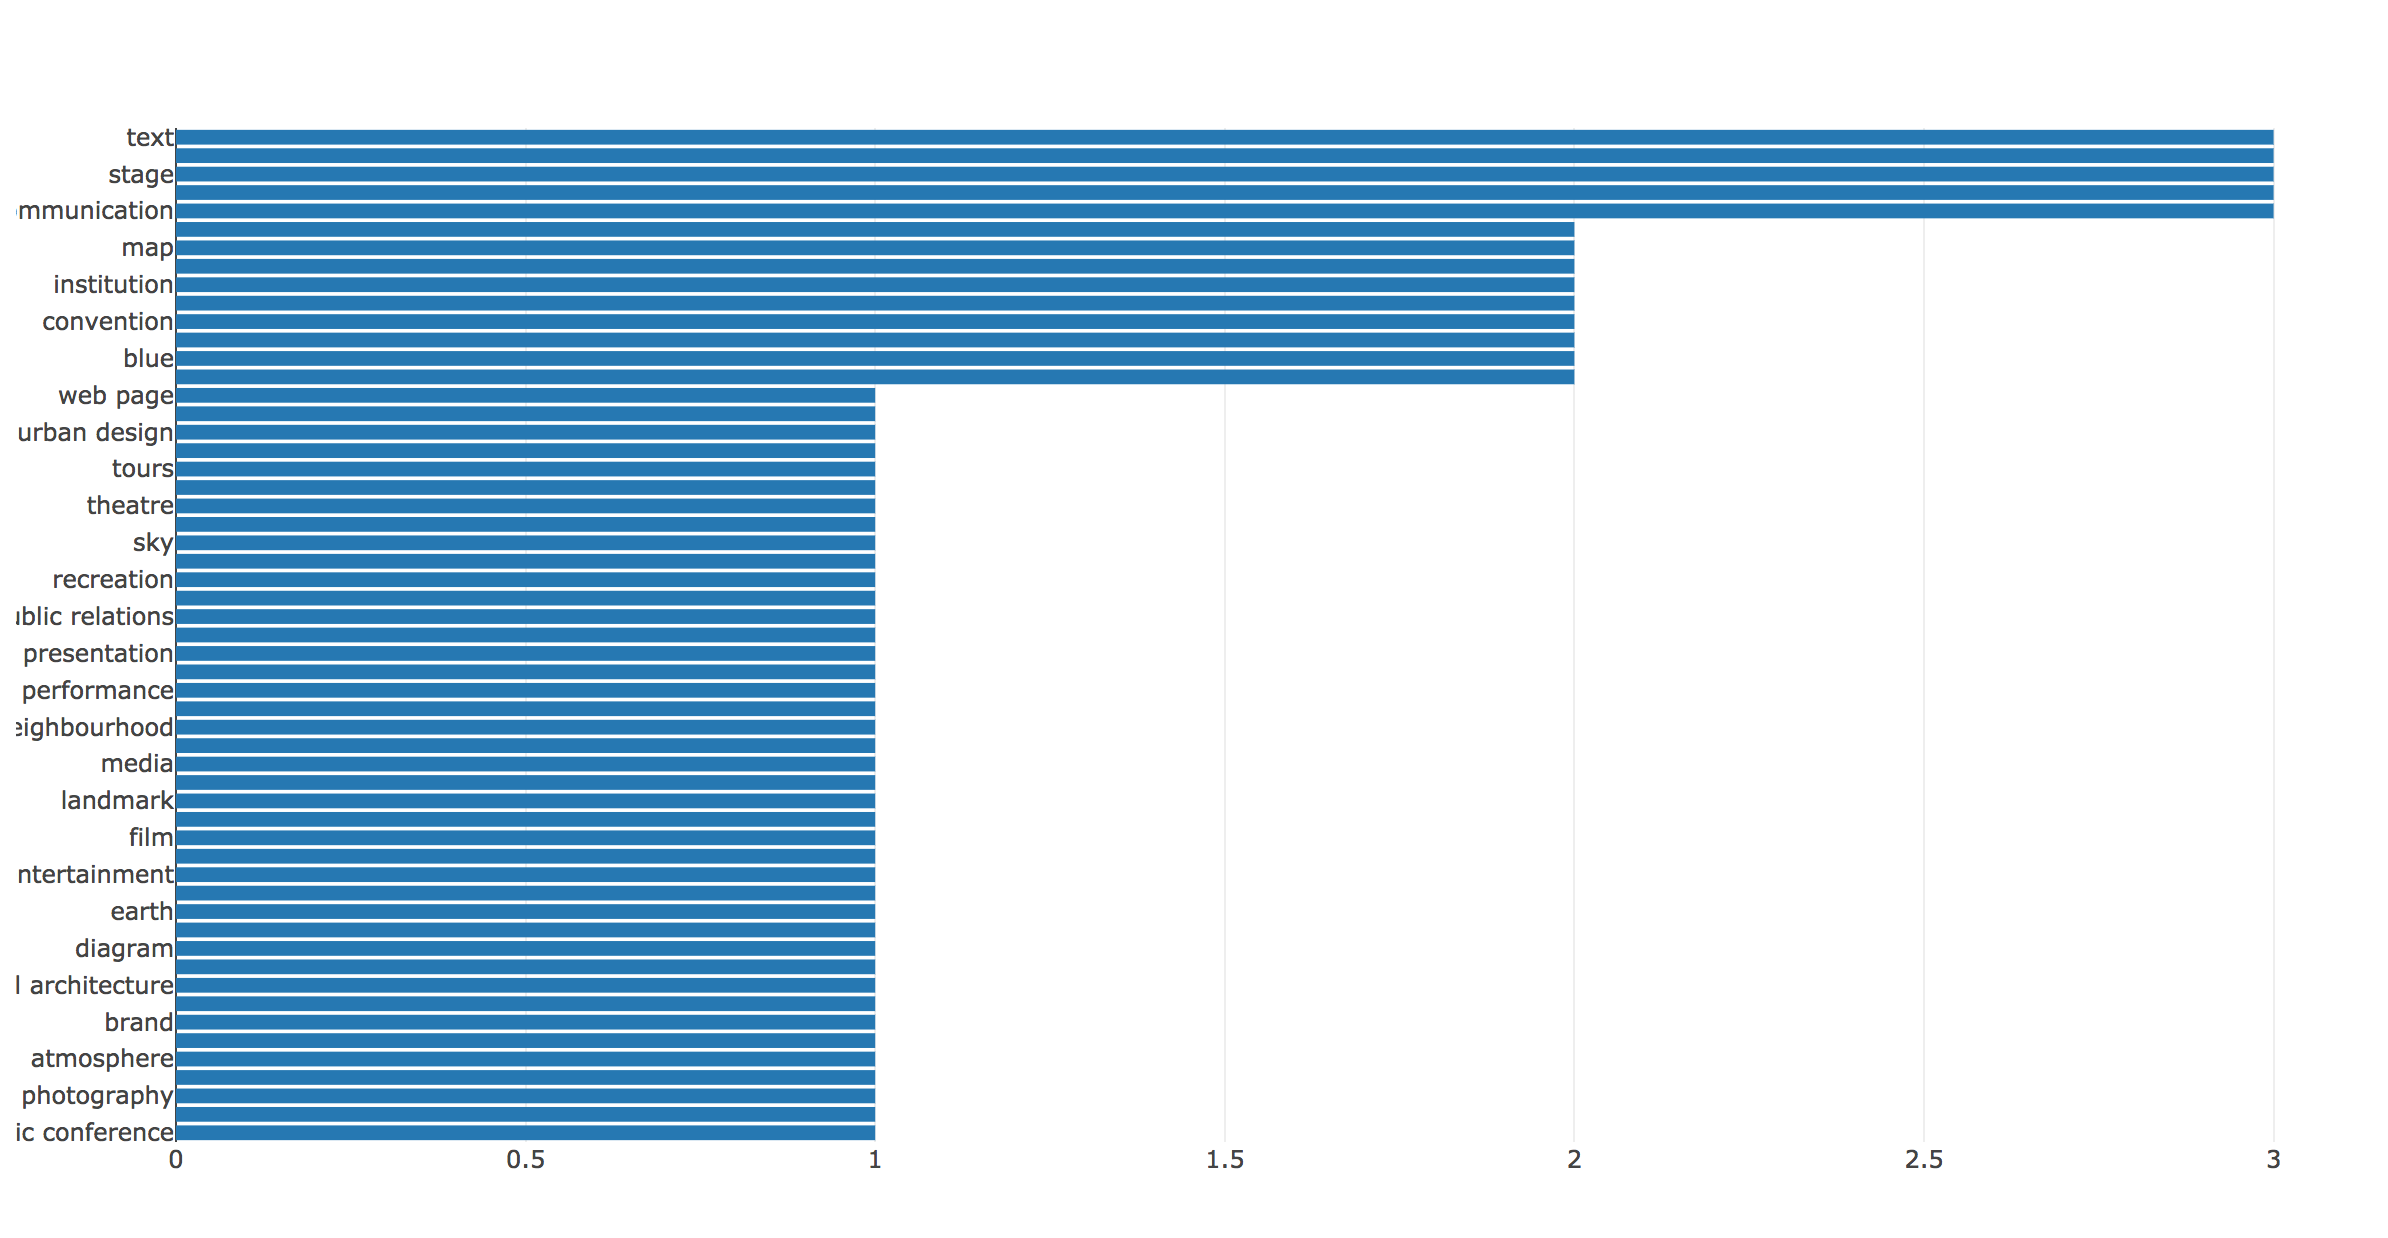 text
stage
ommunication
map
institution
convention
blue
web page
urban design
tours
theatre
sky
recreation
ublic relations
presentation
performance
eighbourhood
media
landmark
film
ntertainment
earth
diagram
l architecture
brand
atmosphere
photography
ic conference
0 0.5 1 1.5 2 2.5 3